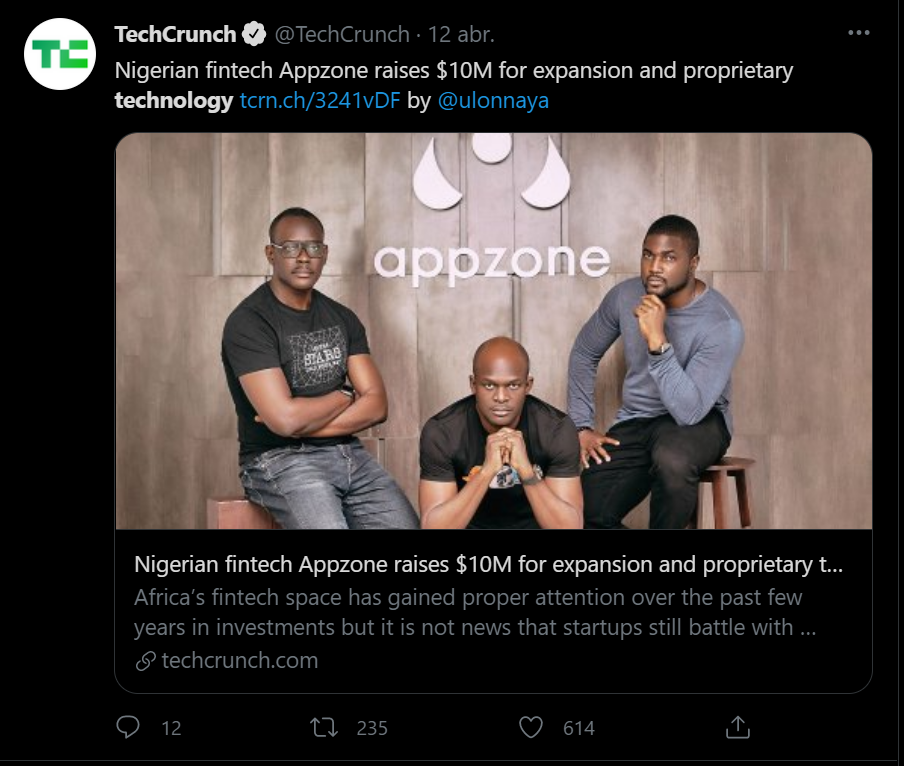 TC
TechCrunch @TechCrunch · 12 abr.
Nigerian fintech Appzone raises $10M for expansion and proprietary
technology tcrn.ch/3241vDF by @ulonnaya
appzone
STARS
Nigerian fintech Appzone raises $10M for expansion and proprietary t...
Africa’s fintech space has gained proper attention over the past few
years in investments but it is not news that startups still battle with ...
techcrunch.com
12 235 614